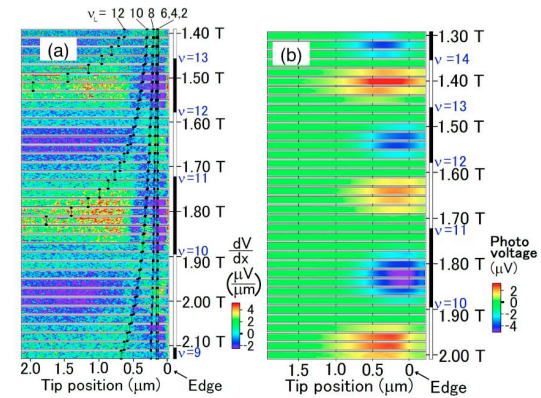 ν_L = 12 10 8 6,4,2
(a)
1.40 T
ν=13
1.50 T
ν=12
1.60 T
1.70 T
ν=11
1.80 T
ν=10
1.90 T
2.00 T
2.10 T
ν=9
dV
dx
(μV
μm)
4
2
0
-2
2.0 1.5 1.0 0.5 0
Tip position (μm)
Edge
(b)
1.30 T
ν=14
1.40 T
ν=13
1.50 T
ν=12
1.60 T
1.70 T
ν=11
1.80 T
ν=10
1.90 T
2.00 T
Photo
voltage
(μV)
2
0
-2
-4
1.5 1 0.5 0
Tip position (μm)
Edge